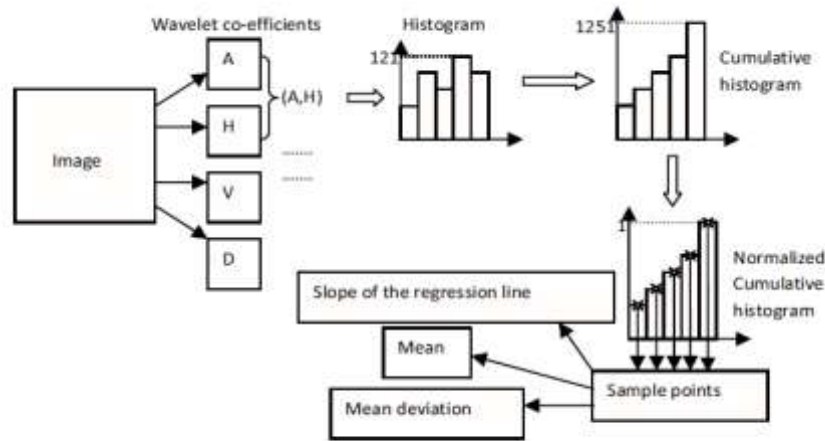 Wavelet co-efficients
Histogram
A
121
1251
Cumulative
histogram
(A,H)
H
Image
........
........
V
D
1
Normalized
Cumulative
histogram
Slope of the regression line
Mean
Sample points
Mean deviation